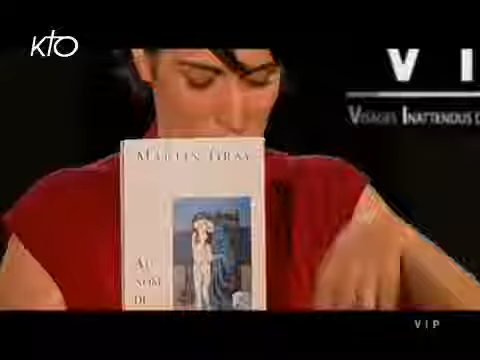 KTO
V I
VISAGES INATTENDUS D
MARTIN GRAY
AU
NOM
DE
VIP